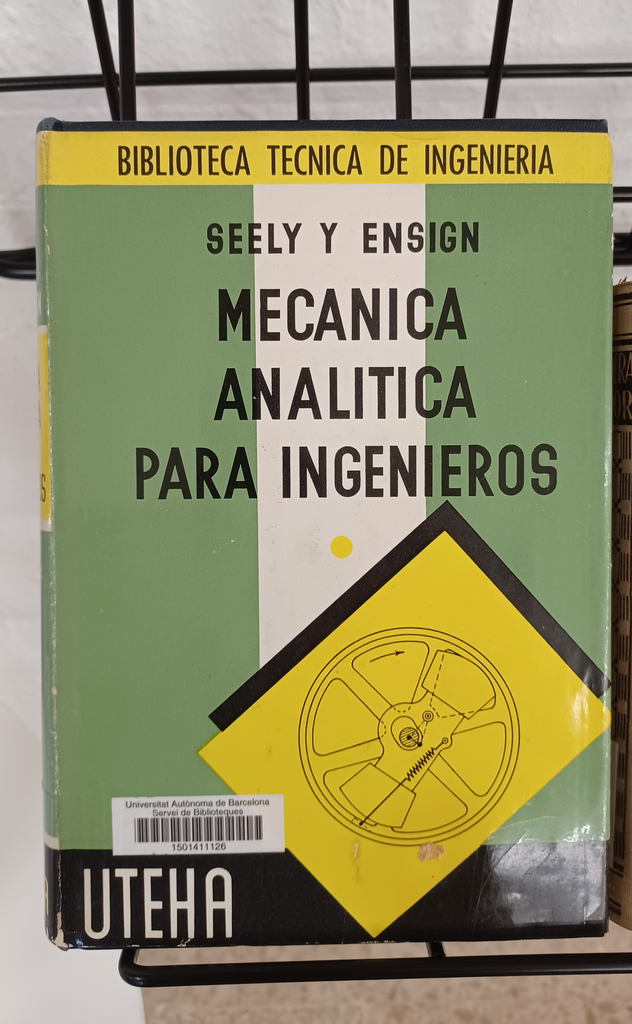 BIBLIOTECA TECNICA DE INGENIERIA
SEELY Y ENSIGN
MECANICA
ANALITICA
PARA INGENIEROS
Universitat Autònoma de Barcelona
Servei de Biblioteques
1501411126
UTEHA